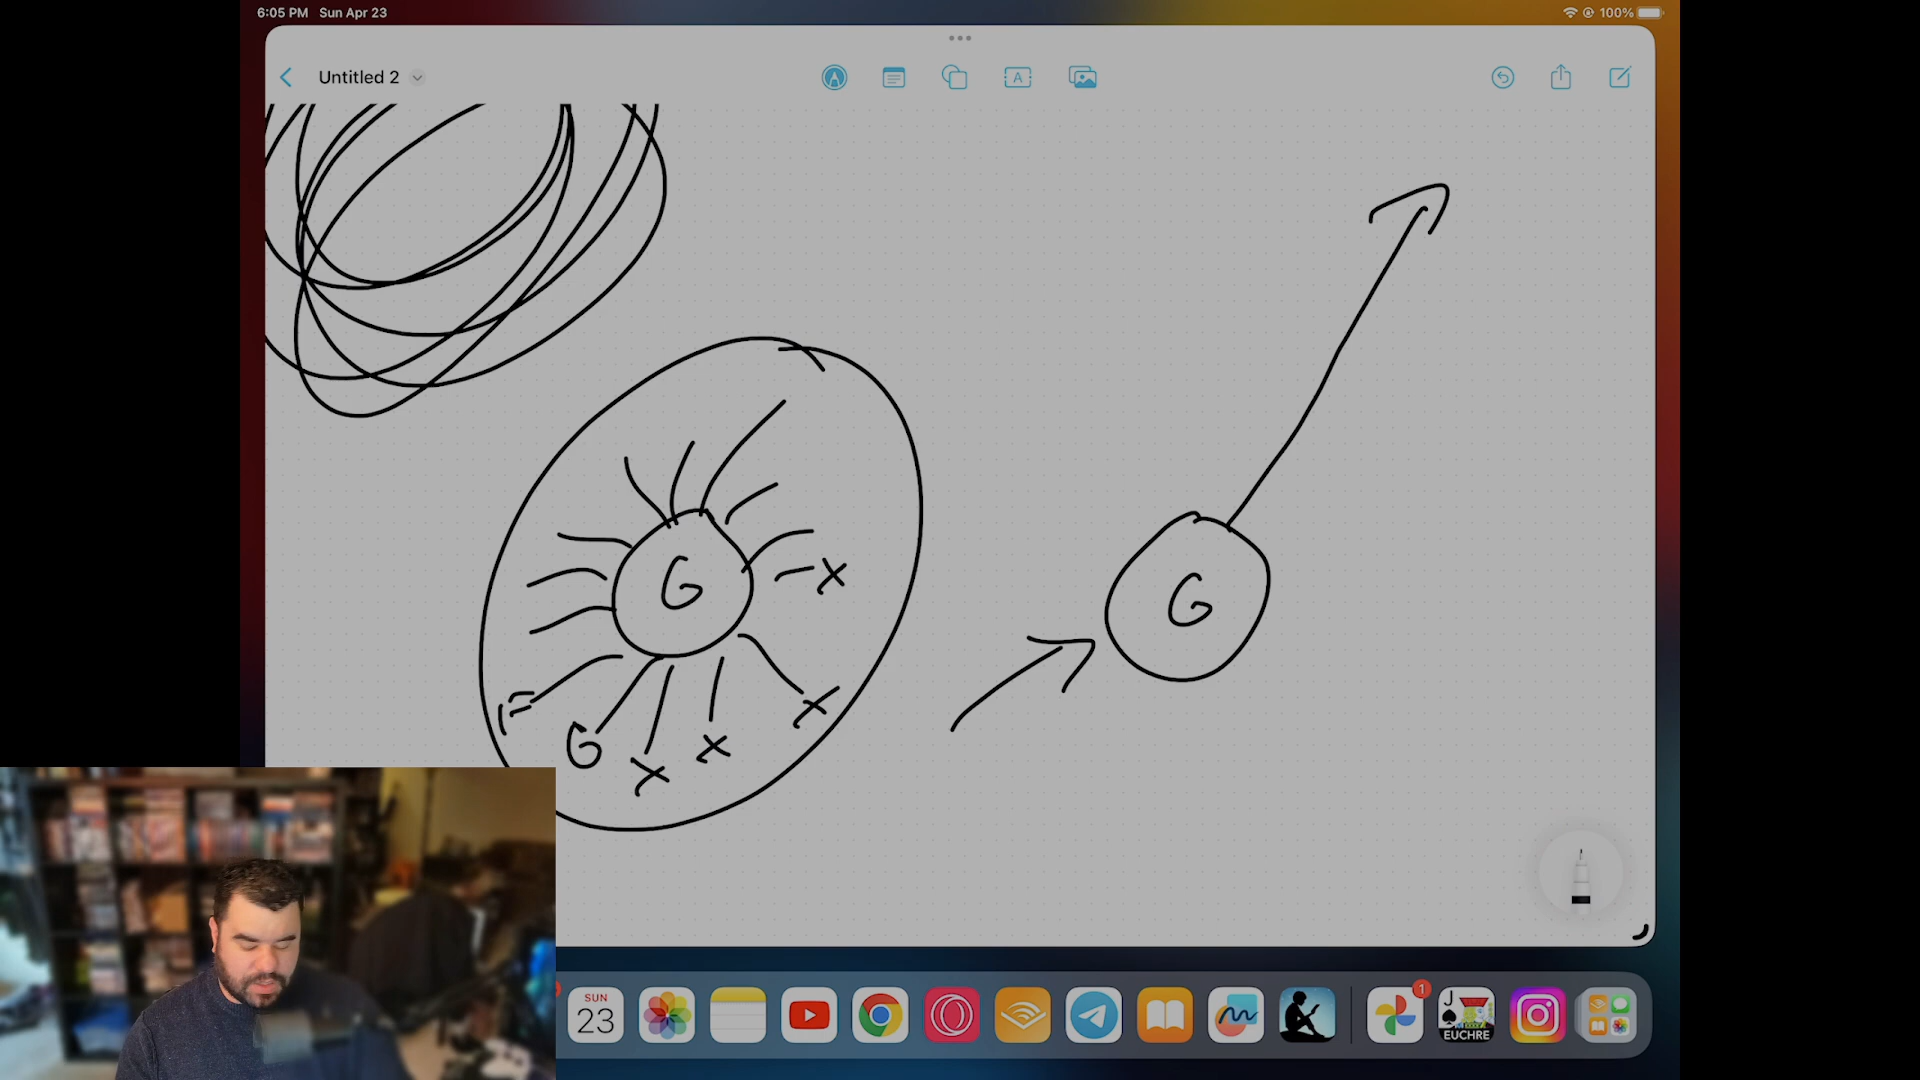 6:05 PM Sun Apr 23
100%
Untitled 2
A
G
X
G
F
G
X
X
X
SUN
23
1
J
EUCHRE